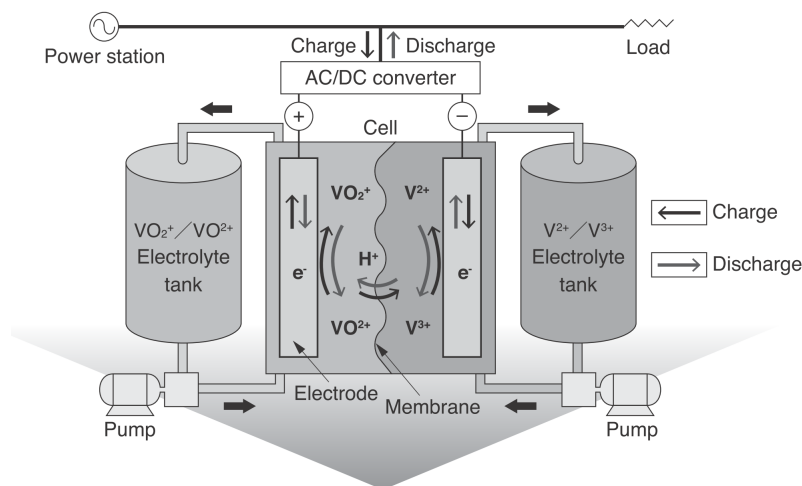 Power station
Charge
Discharge
Load
AC/DC converter
+
−
Cell
VO₂⁺/VO²⁺
Electrolyte
tank
VO₂⁺
V²⁺
H⁺
e⁻
e⁻
VO²⁺
V³⁺
V²⁺/V³⁺
Electrolyte
tank
Charge
Discharge
Electrode
Membrane
Pump
Pump